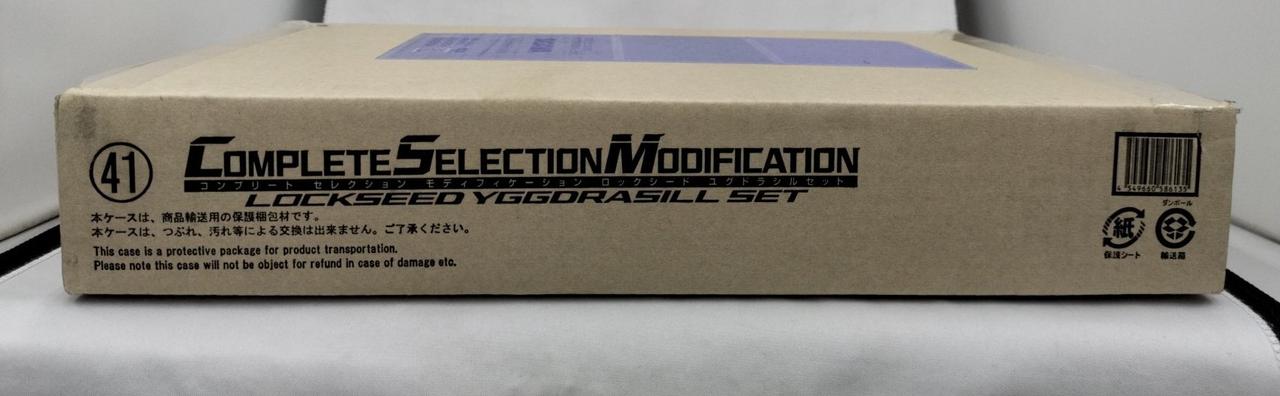 41
COMPLETE SELECTION MODIFICATION
コンプリート セレクション モディフィケーション ロックシード ユグドラシルセット
LOCKSEED YGGDRASILL SET
本ケースは、商品輸送用の保護梱包材です。
本ケースは、つぶれ、汚れ等による交換は出来ません。ご了承ください。
This case is a protective package for product transportation.
Please note this case will not be object for refund in case of damage etc.
4 549660 586135
ダンボール
紙
保護シート
輸送箱